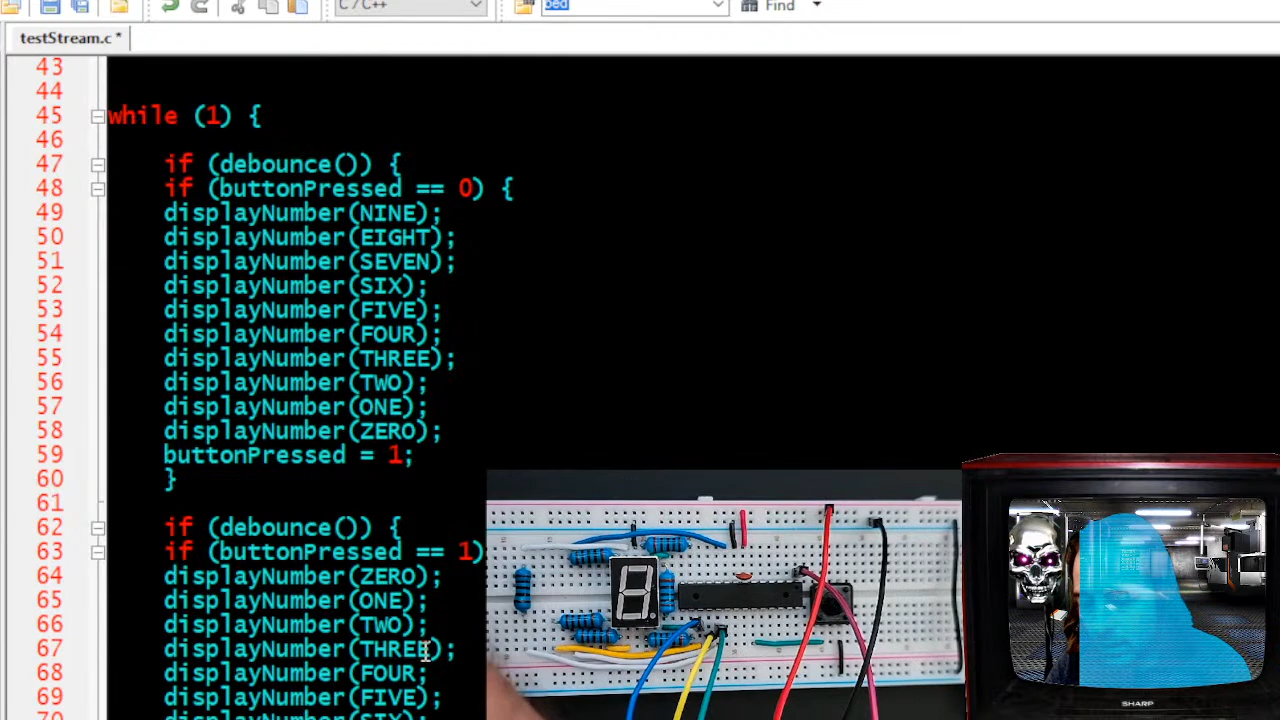 C/C++
bed
Find
testStream.c *
43
44
45 while (1) {
46
47 if (debounce()) {
48 if (buttonPressed == 0) {
49 displayNumber(NINE);
50 displayNumber(EIGHT);
51 displayNumber(SEVEN);
52 displayNumber(SIX);
53 displayNumber(FIVE);
54 displayNumber(FOUR);
55 displayNumber(THREE);
56 displayNumber(TWO);
57 displayNumber(ONE);
58 displayNumber(ZERO);
59 buttonPressed = 1;
60 }
61
62 if (debounce()) {
63 if (buttonPressed == 1)
64 displayNumber(ZERO);
65 displayNumber(ONE);
66 displayNumber(TWO);
67 displayNumber(THREE);
68 displayNumber(FOUR;
69 displayNumber(FIVE);
70 displayNumber(SIX);
SHARP